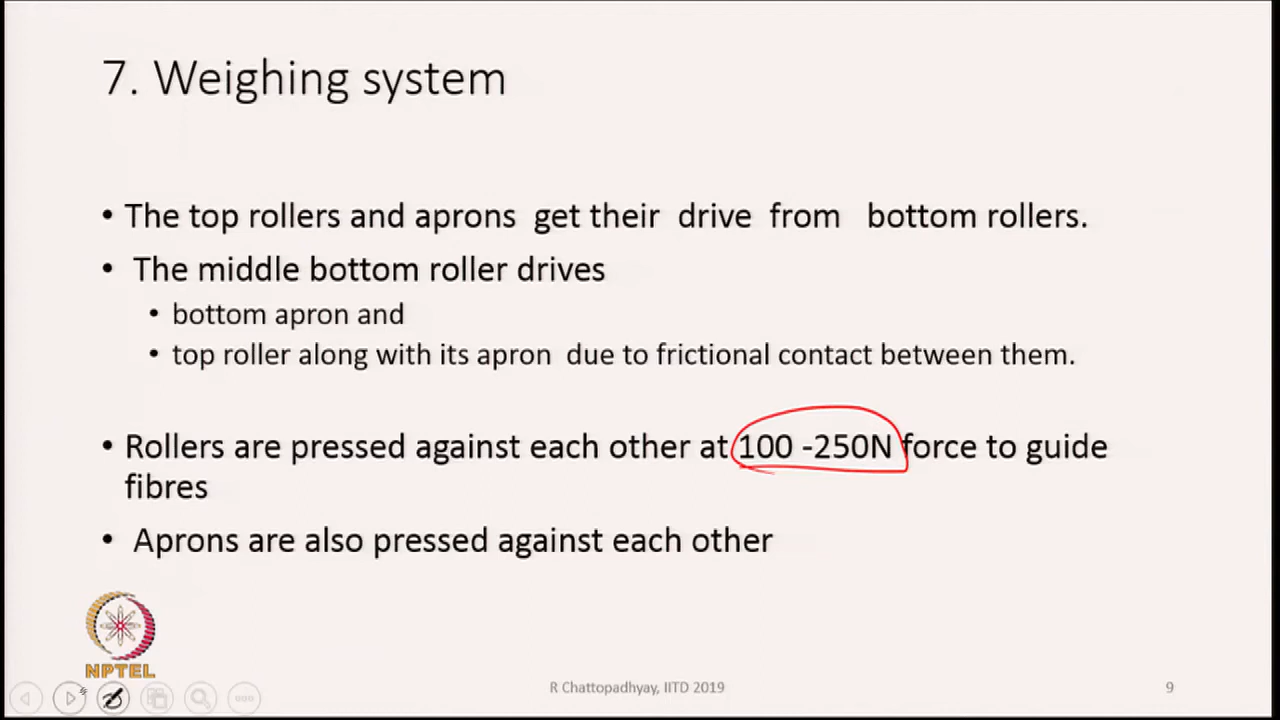 7. Weighing system
• The top rollers and aprons get their drive from bottom rollers.
• The middle bottom roller drives
• bottom apron and
• top roller along with its apron due to frictional contact between them.
• Rollers are pressed against each other at 100 -250N force to guide
fibres
• Aprons are also pressed against each other
NPTEL
R Chattopadhyay, IITD 2019
9